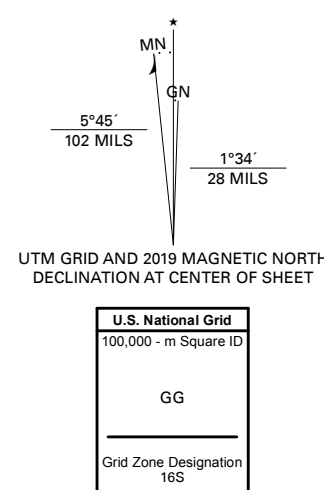 ★
MN
GN
5°45´
102 MILS
1°34´
28 MILS
UTM GRID AND 2019 MAGNETIC NORTH
DECLINATION AT CENTER OF SHEET
U.S. National Grid
100,000 - m Square ID
GG
Grid Zone Designation
16S